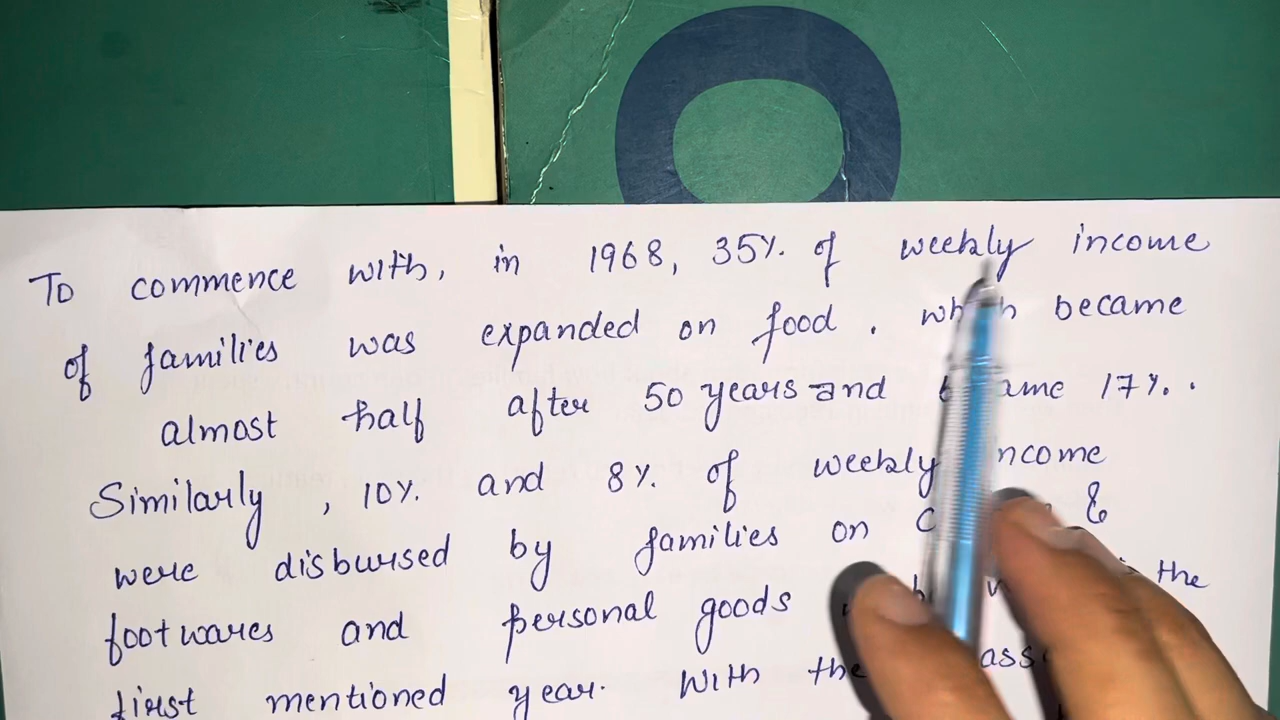 To commence with, in 1968, 35%. of weekly income
of families was expanded on food. which became
almost half after 50 years and became 17%.
Similarly, 10%. and 8%. of weekly income
were disbursed by families on &
footwares and personal goods the
first mentioned year. With the